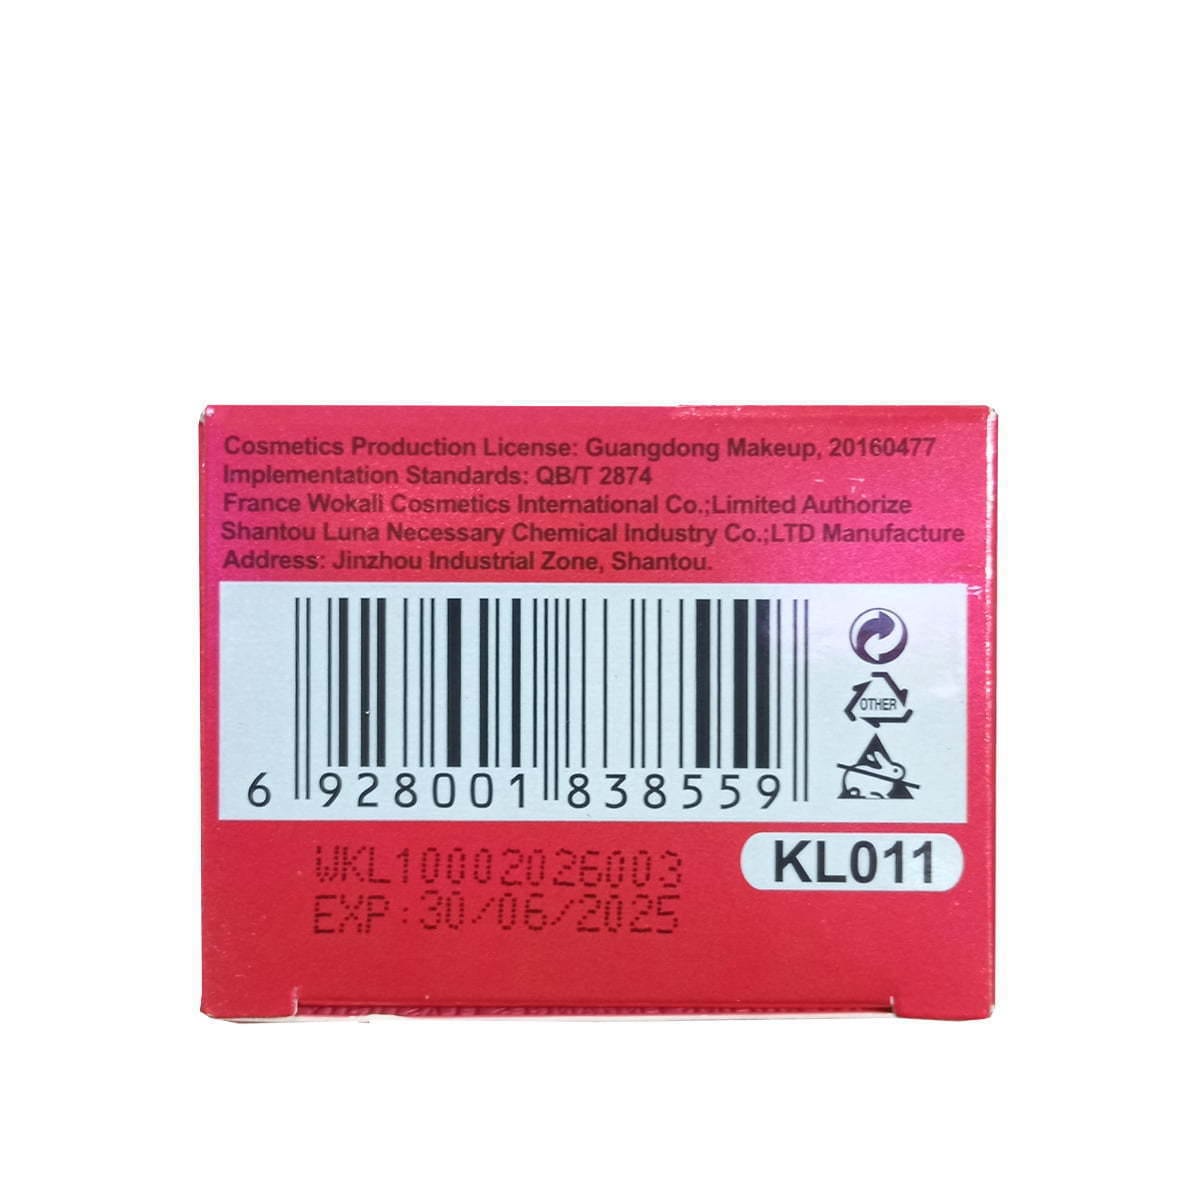 Cosmetics Production License: Guangdong Makeup, 20160477
Implementation Standards: QB/T 2874
France Wokali Cosmetics International Co.;Limited Authorize
Shantou Luna Necessary Chemical Industry Co.;LTD Manufacture
Address: Jinzhou Industrial Zone, Shantou.
OTHER
6 928001 838559
KL011
WKL10002026003
EXP:30/06/2025